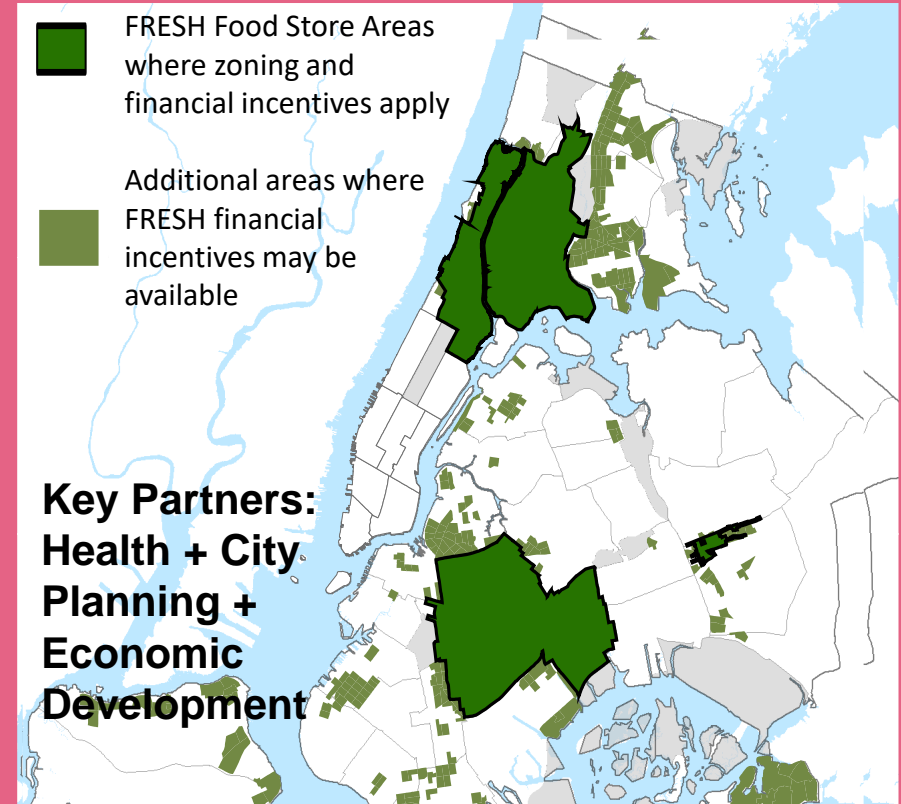 FRESH Food Store Areas
where zoning and
financial incentives apply
Additional areas where
FRESH financial
incentives may be
available
Key Partners:
Health + City
Planning +
Economic
Development